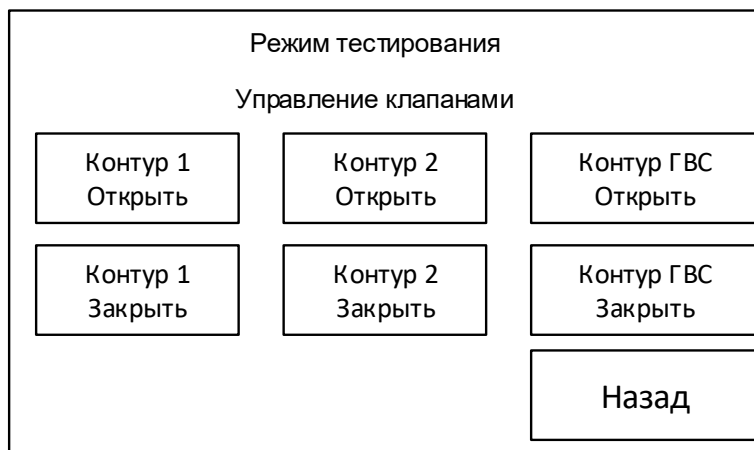 Режим тестирования
Управление клапанами
Контур 1
Открыть
Контур 2
Открыть
Контур ГВС
Открыть
Контур 1
Закрыть
Контур 2
Закрыть
Контур ГВС
Закрыть
Назад